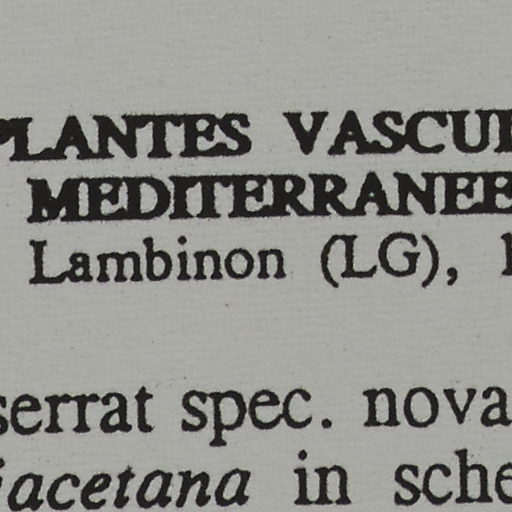 PLANTES VASCU
MEDITERRANEE
Lambinon (LG),
serrat spec. nova
jacetana in sche